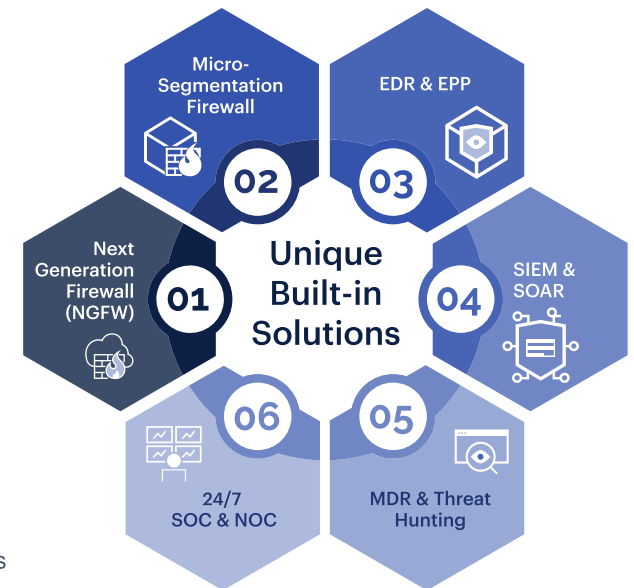 Unique
Built-in
Solutions
01
Next
Generation
Firewall
(NGFW)
02
Micro-
Segmentation
Firewall
03
EDR & EPP
04
SIEM &
SOAR
05
MDR & Threat
Hunting
06
24/7
SOC & NOC
s